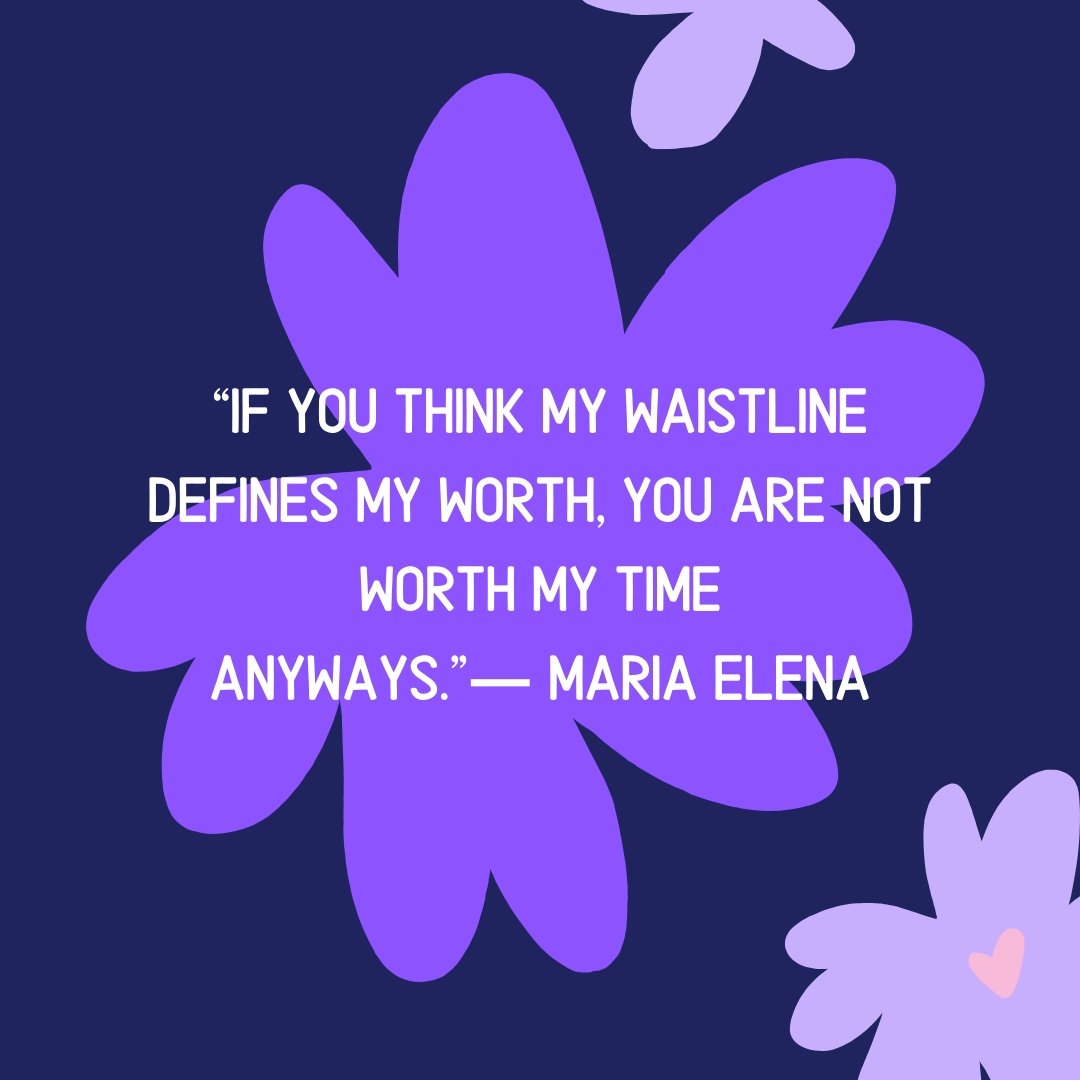 “IF YOU THINK MY WAISTLINE
DEFINES MY WORTH, YOU ARE NOT
WORTH MY TIME
ANYWAYS.”— MARIA ELENA